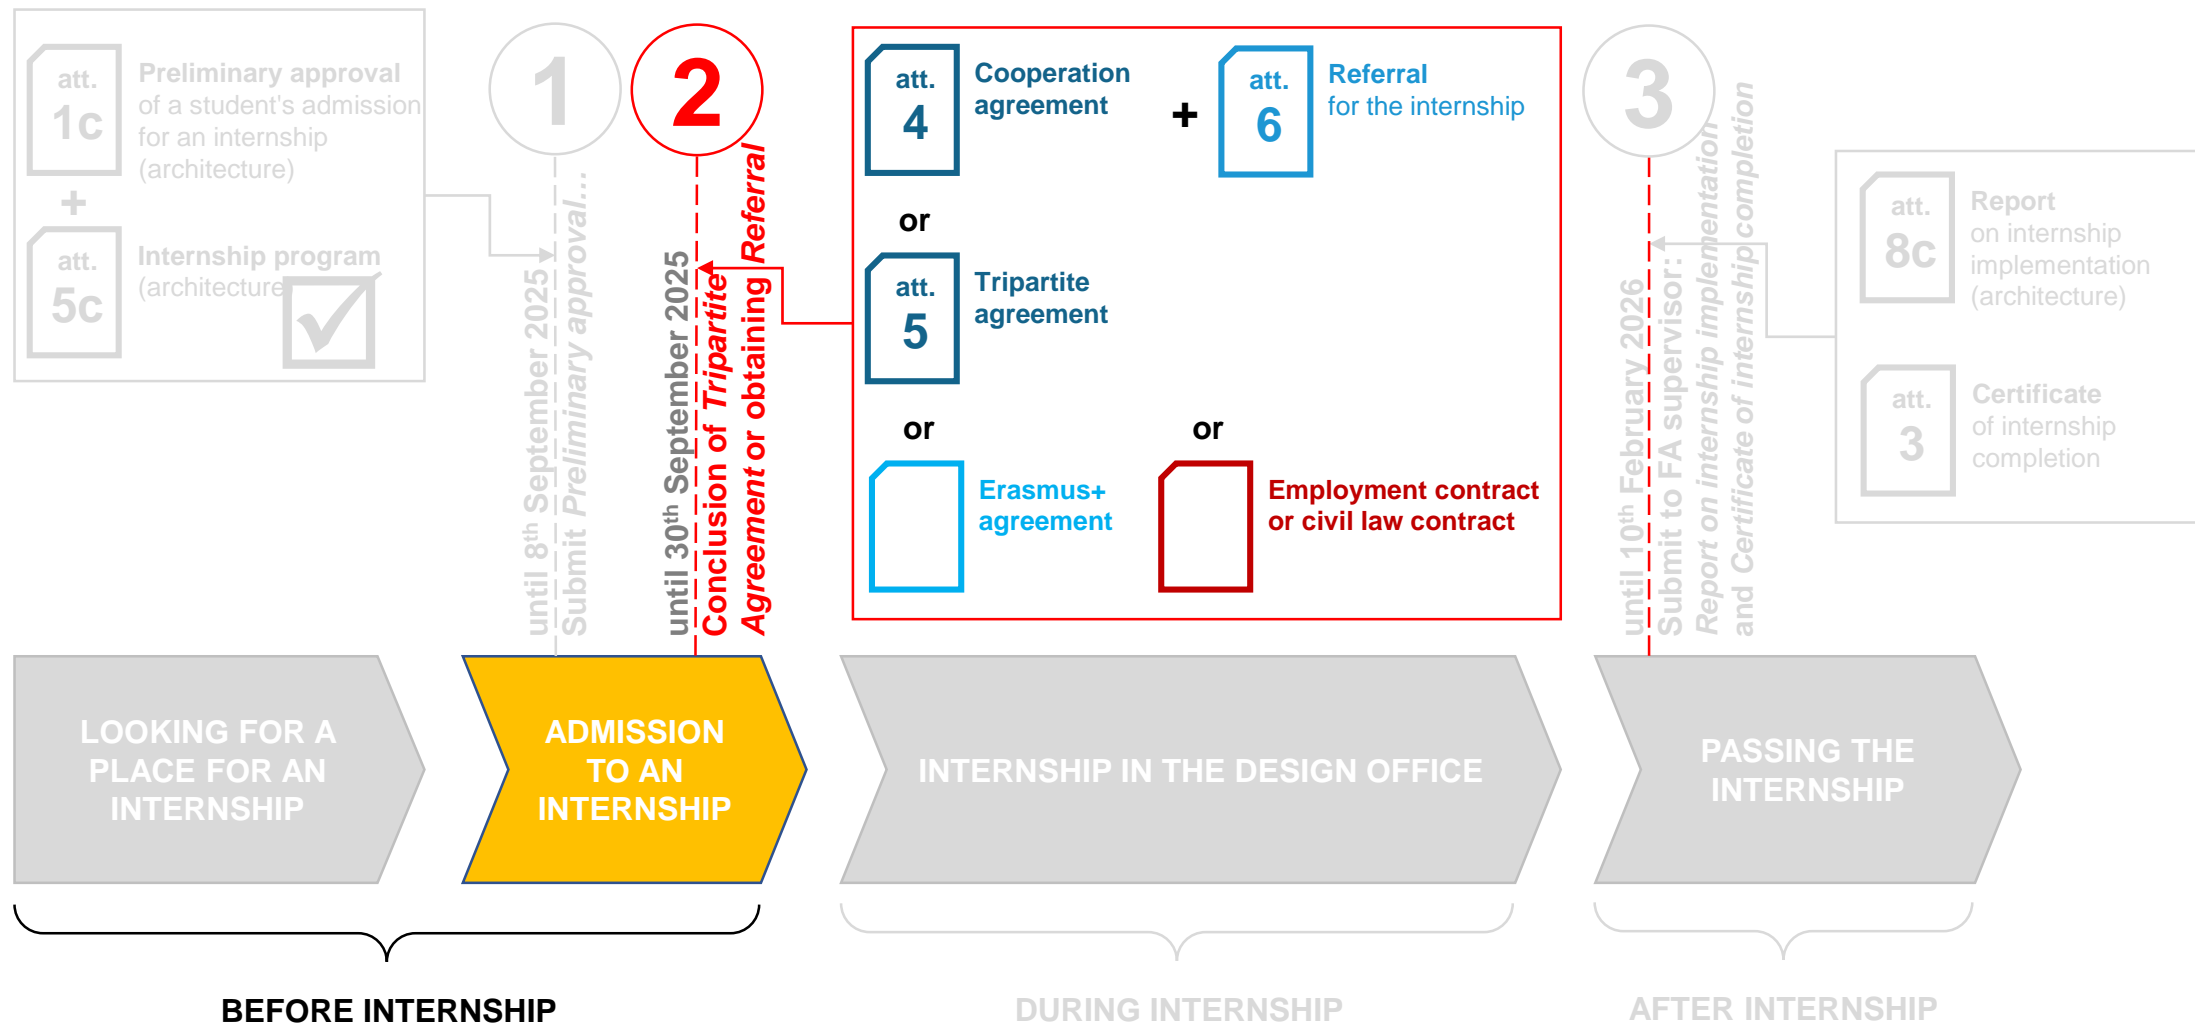 att.
1c
Preliminary approval
of a student's admission
for an internship
(architecture)
+
att.
5c
Internship program
(architecture
1
until 8th September 2025
Submit Preliminary approval...
2
until 30th September 2025
Conclusion of Tripartite
Agreement or obtaining Referral
att.
4
Cooperation
agreement
+
att.
6
Referral
for the internship
or
att.
5
Tripartite
agreement
or
or
Erasmus+
agreement
Employment contract
or civil law contract
3
until 10th February 2026
Submit to FA supervisor:
Report on internship implementation
and Certificate of internship completion
att.
8c
Report
on internship
implementation
(architecture)
att.
3
Certificate
of internship
completion
LOOKING FOR A
PLACE FOR AN
INTERNSHIP
ADMISSION
TO AN
INTERNSHIP
INTERNSHIP IN THE DESIGN OFFICE
PASSING THE
INTERNSHIP
BEFORE INTERNSHIP
DURING INTERNSHIP
AFTER INTERNSHIP